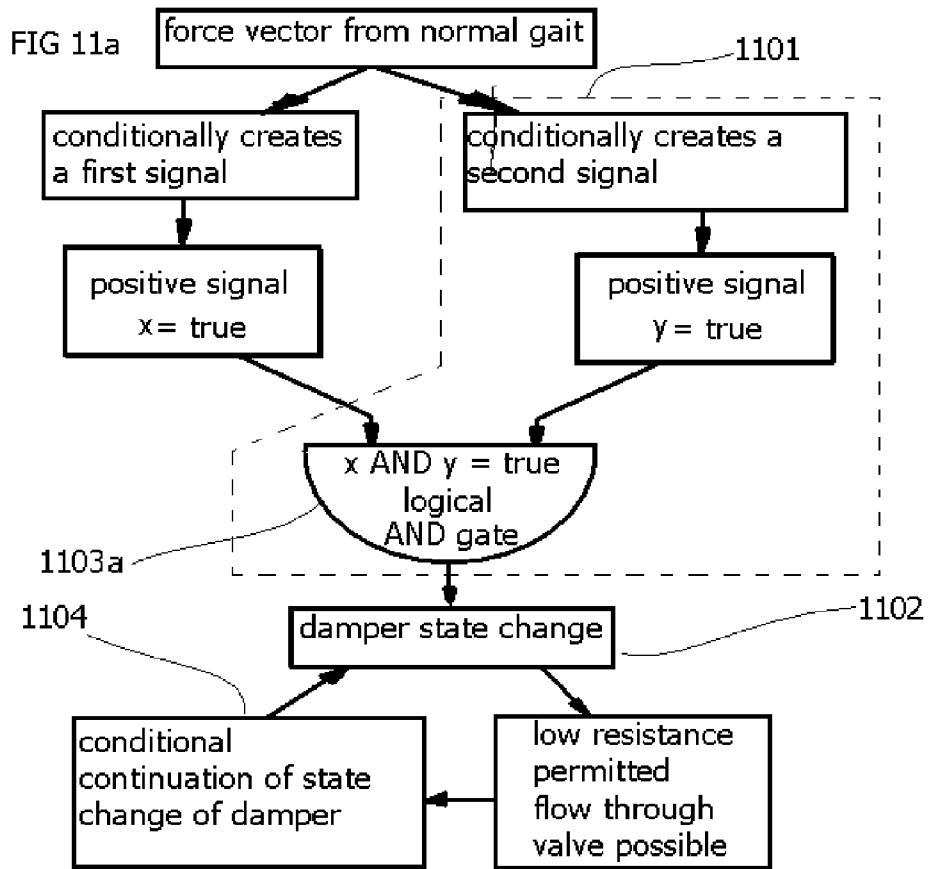 FIG 11a
force vector from normal gait
1101
conditionally creates
a first signal
conditionally creates a
second signal
positive signal
x = true
positive signal
y = true
x AND y = true
logical
AND gate
1103a
1104
damper state change
1102
conditional
continuation of state
change of damper
low resistance
permitted
flow through
valve possible